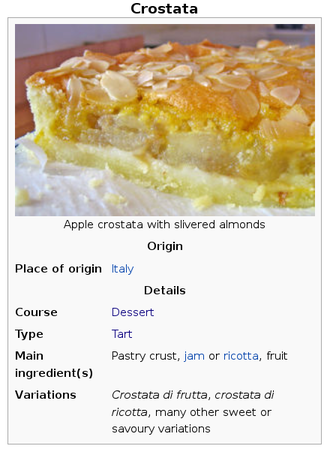 Crostata
Apple crostata with slivered almonds
Origin
Place of origin Italy
Details
Course Dessert
Type Tart
Main Pastry crust, jam or ricotta, fruit
ingredient(s)
Variations Crostata di frutta, crostata di
ricotta, many other sweet or
savoury variations